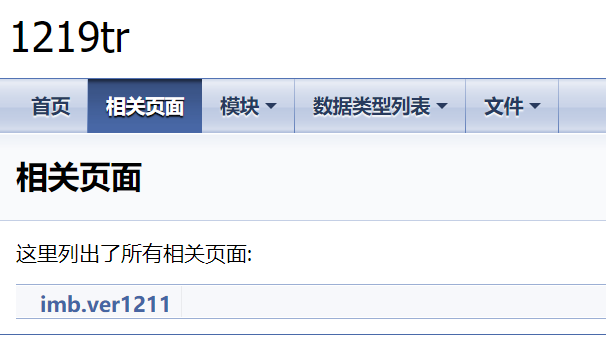 1219tr
首页 相关页面 模块 数据类型列表 文件
相关页面
这里列出了所有相关页面:
imb.ver1211